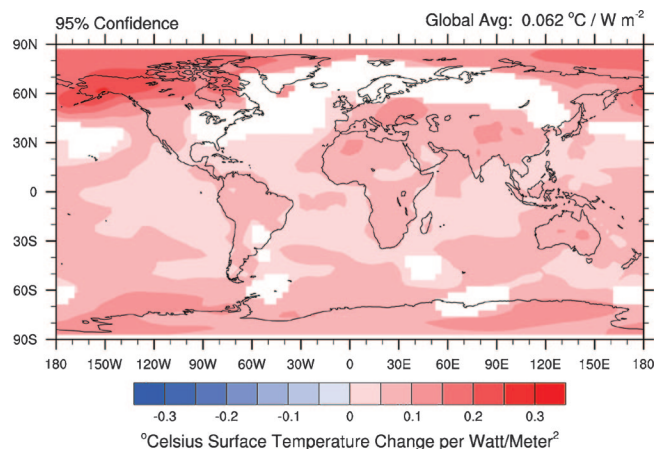 95% Confidence Global Avg: 0.062 °C / W m⁻²
90N
60N
30N
0
30S
60S
90S
180 150W 120W 90W 60W 30W 0 30E 60E 90E 120E 150E 180
-0.3 -0.2 -0.1 0 0.1 0.2 0.3
°Celsius Surface Temperature Change per Watt/Meter²